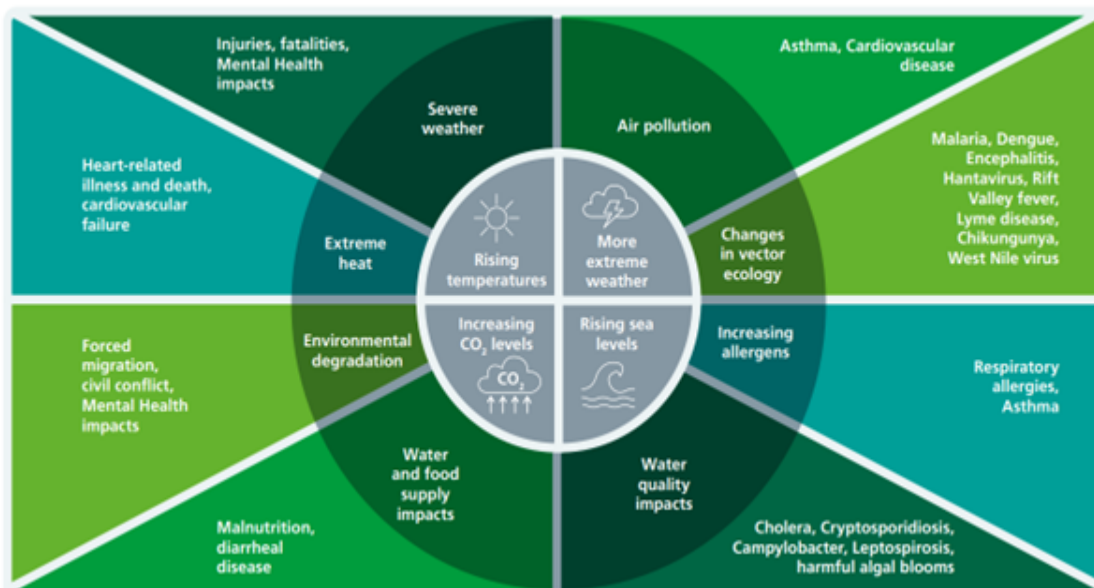 Injuries, fatalities,
Mental Health
impacts
Severe
weather
Air pollution
Asthma, Cardiovascular
disease
Heart-related
illness and death,
cardiovascular
failure
Extreme
heat
Rising
temperatures
More
extreme
weather
Changes
in vector
ecology
Malaria, Dengue,
Encephalitis,
Hantavirus, Rift
Valley fever,
Lyme disease,
Chikungunya,
West Nile virus
Forced
migration,
civil conflict,
Mental Health
impacts
Environmental
degradation
Increasing
CO₂ levels
CO₂
Rising sea
levels
Increasing
allergens
Respiratory
allergies,
Asthma
Malnutrition,
diarrheal
disease
Water
and food
supply
impacts
Water
quality
impacts
Cholera, Cryptosporidiosis,
Campylobacter, Leptospirosis,
harmful algal blooms